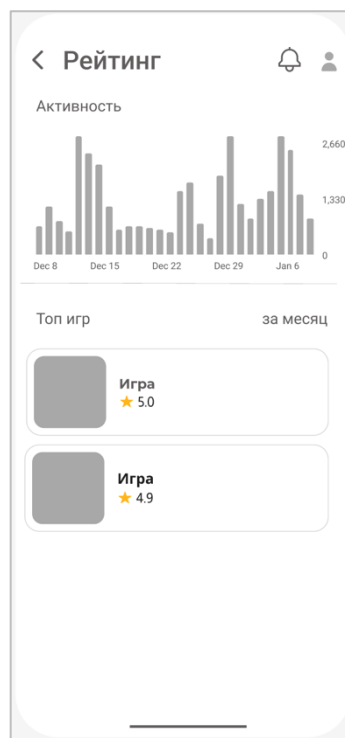 Рейтинг
Активность
2,660
1,330
0
Dec 8 Dec 15 Dec 22 Dec 29 Jan 6
Топ игр за месяц
Игра
5.0
Игра
4.9